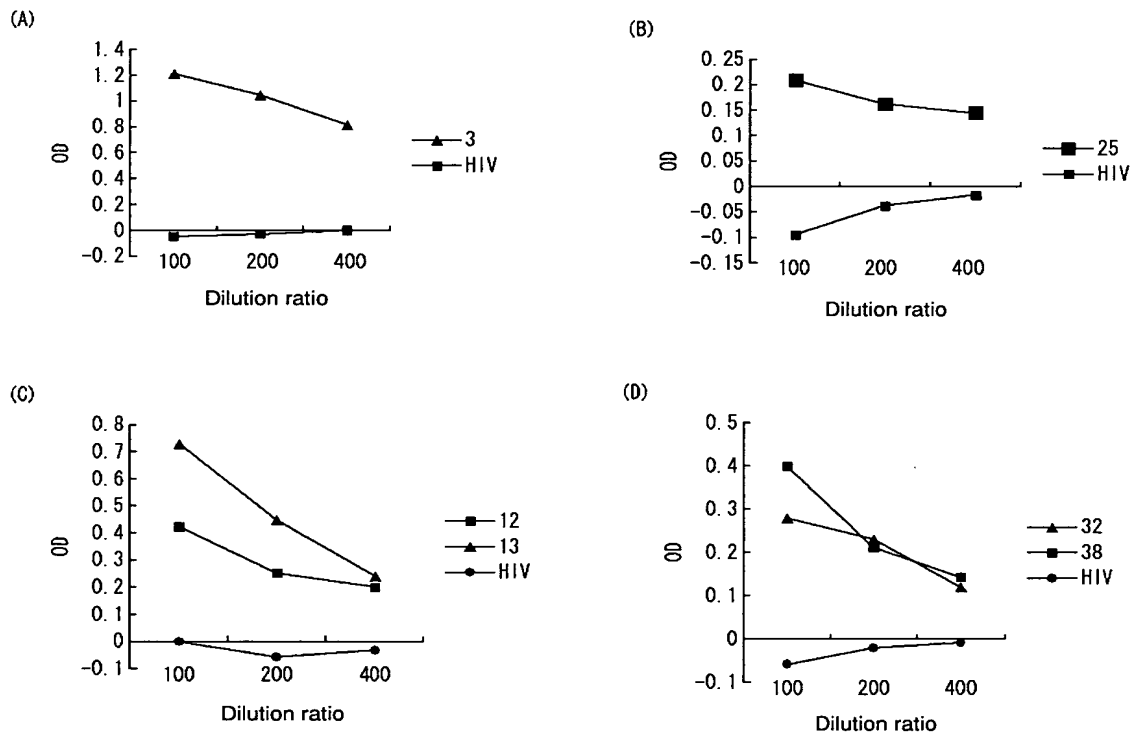 (A)
1.4
1.2
1
0.8
0.6
0.4
0.2
0
-0.2
OD
100 200 400
Dilution ratio
3
HIV
(B)
0.25
0.2
0.15
0.1
0.05
0
-0.05
-0.1
-0.15
OD
100 200 400
Dilution ratio
25
HIV
(C)
0.8
0.7
0.6
0.5
0.4
0.3
0.2
0.1
0
-0.1
OD
100 200 400
Dilution ratio
12
13
HIV
(D)
0.5
0.4
0.3
0.2
0.1
0
-0.1
OD
100 200 400
Dilution ratio
32
38
HIV